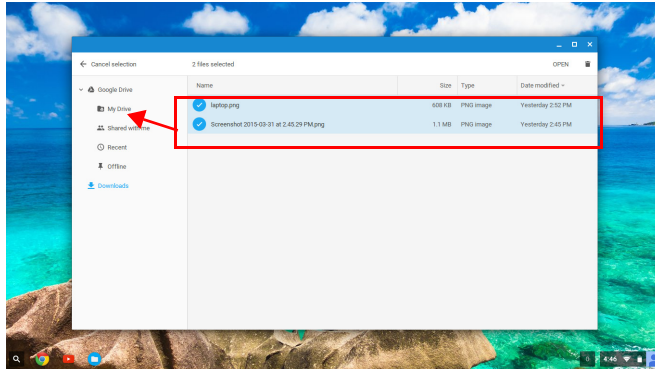 Cancel selection 2 files selected OPEN
Google Drive
My Drive
Shared with me
Recent
Offline
Downloads
Name Size Type Date modified
laptop.png 608 KB PNG image Yesterday 2:52 PM
Screenshot 2015-03-31 at 2.45.29 PM.png 1.1 MB PNG image Yesterday 2:45 PM
0 4:46